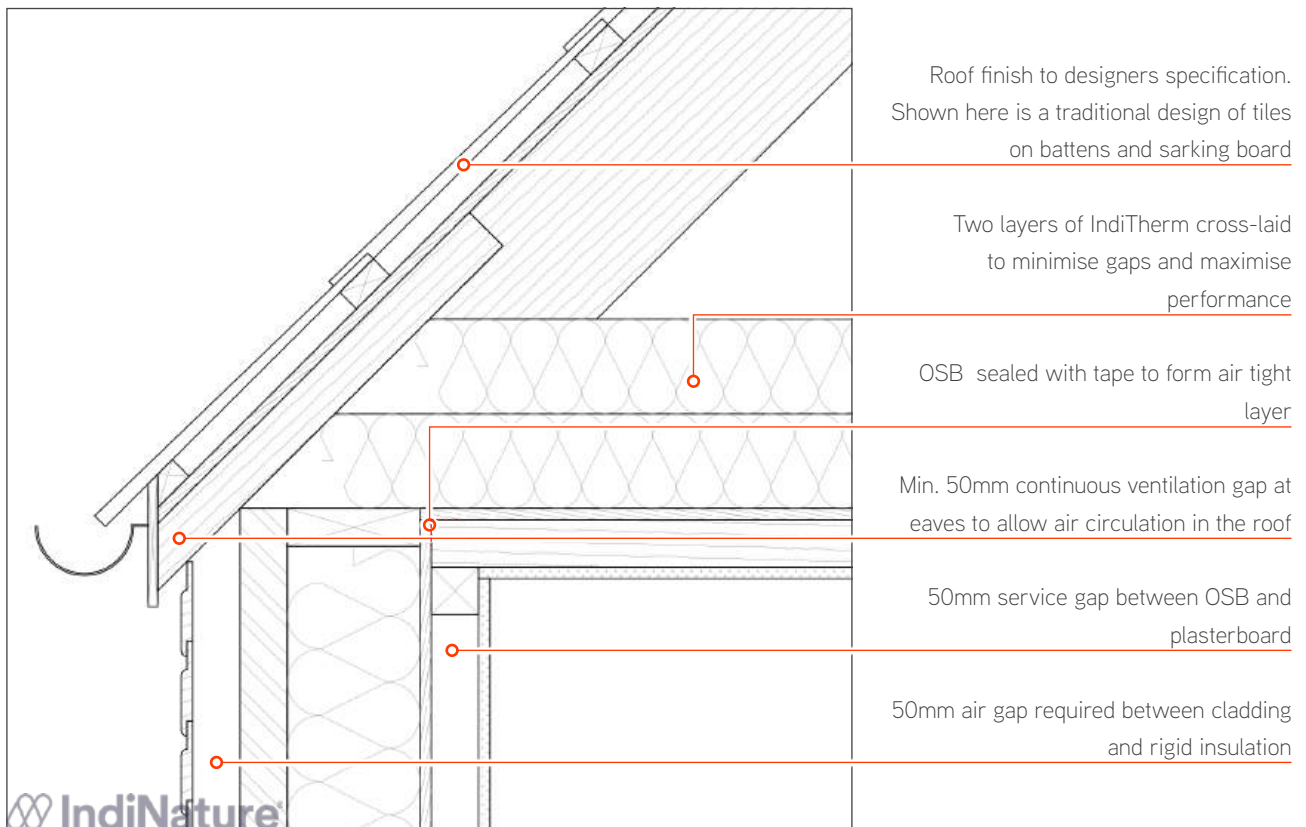 Roof finish to designers specification.
Shown here is a traditional design of tiles
on battens and sarking board
Two layers of IndiTherm cross-laid
to minimise gaps and maximise
performance
OSB  sealed with tape to form air tight
layer
Min. 50mm continuous ventilation gap at
eaves to allow air circulation in the roof
50mm service gap between OSB and
plasterboard
50mm air gap required between cladding
and rigid insulation
IndiNature